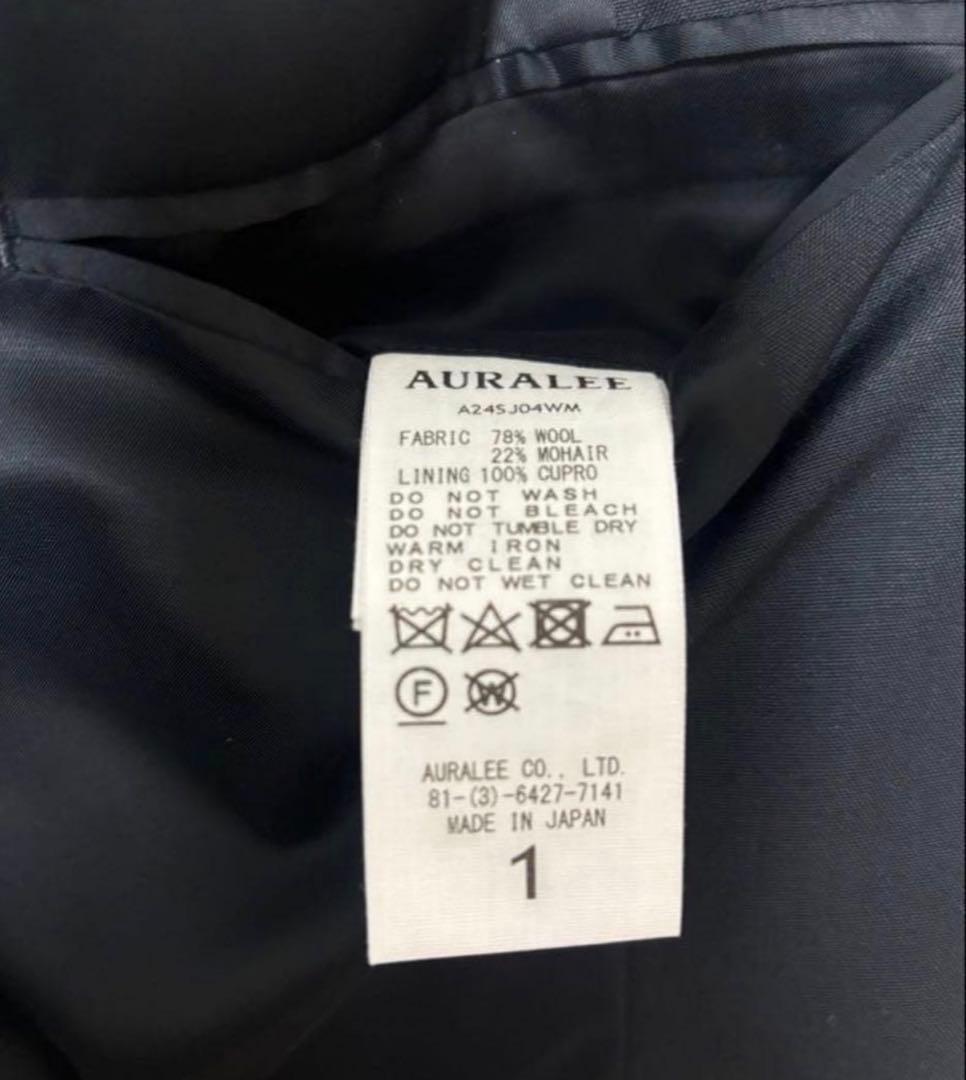 AURALEE
A24SJ04WM
FABRIC 78% WOOL
22% MOHAIR
LINING 100% CUPRO
DO NOT WASH
DO NOT BLEACH
DO NOT TUMBLE DRY
WARM IRON
DRY CLEAN
DO NOT WET CLEAN
F W
AURALEE CO., LTD.
81-(3)-6427-7141
MADE IN JAPAN
1